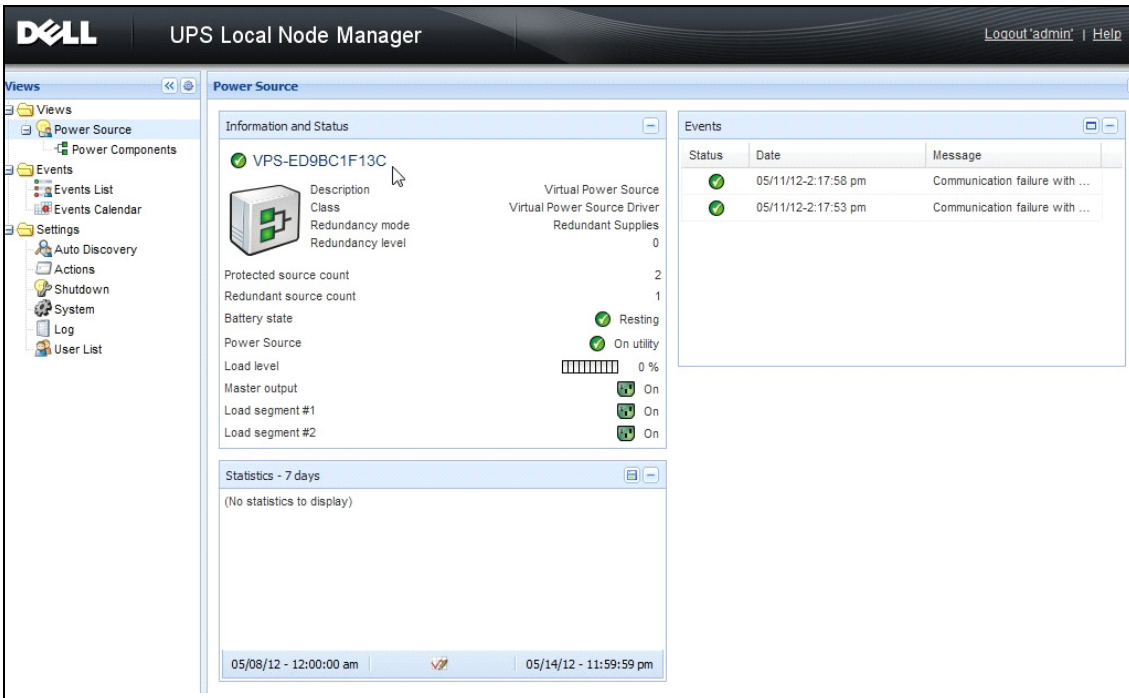 DELL UPS Local Node Manager Logout 'admin' | Help
Views
Power Source
Views
Power Source
Power Components
Events
Events List
Events Calendar
Settings
Auto Discovery
Actions
Shutdown
System
Log
User List
Information and Status
VPS-ED9BC1F13C
Description Virtual Power Source
Class Virtual Power Source Driver
Redundancy mode Redundant Supplies
Redundancy level 0
Protected source count 2
Redundant source count 1
Battery state Resting
Power Source On utility
Load level 0 %
Master output On
Load segment #1 On
Load segment #2 On
Statistics - 7 days
(No statistics to display)
05/08/12 - 12:00:00 am 05/14/12 - 11:59:59 pm
Events
Status Date Message
05/11/12-2:17:58 pm Communication failure with ...
05/11/12-2:17:53 pm Communication failure with ...